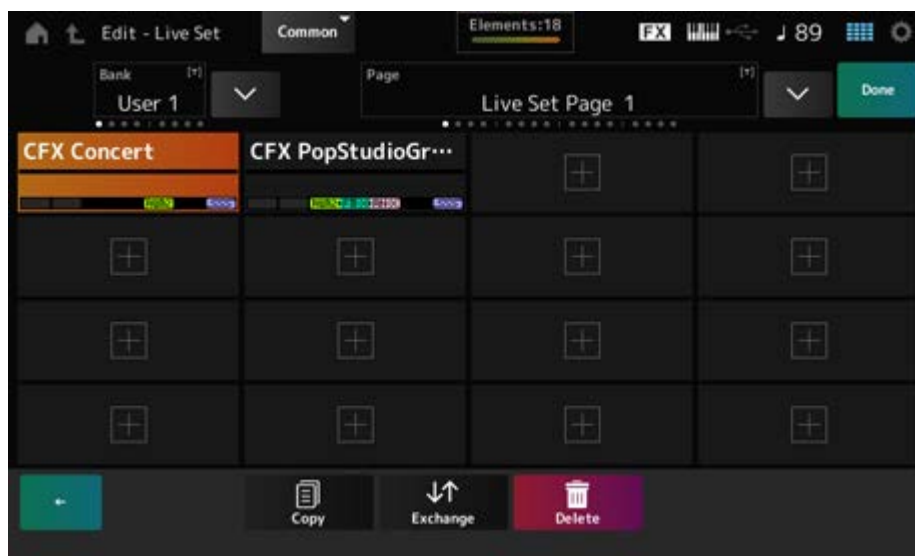 Edit - Live Set
Common
Elements:18
FX
89
Bank
[▼]
User 1
Page
[▼]
Live Set Page 1
Done
CFX Concert
CFX PopStudioGr…
Copy
Exchange
Delete